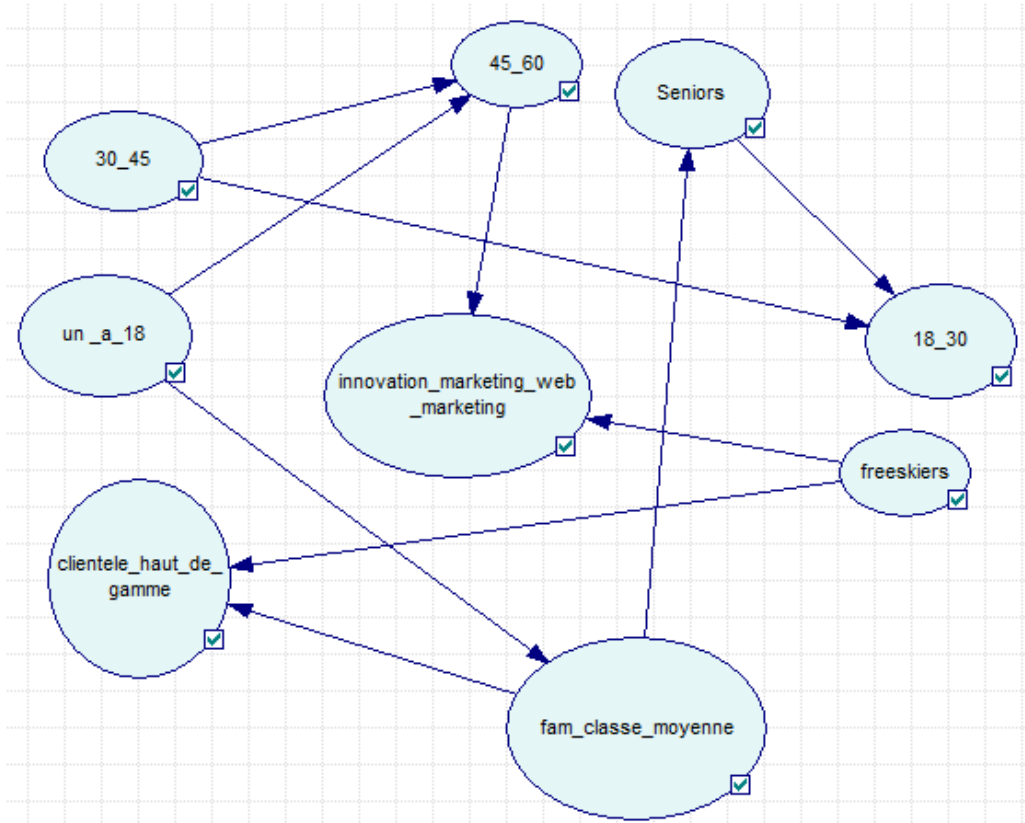 45_60
Seniors
30_45
un _a_18
18_30
innovation_marketing_web
_marketing
freeskiers
clientele_haut_de_
gamme
fam_classe_moyenne